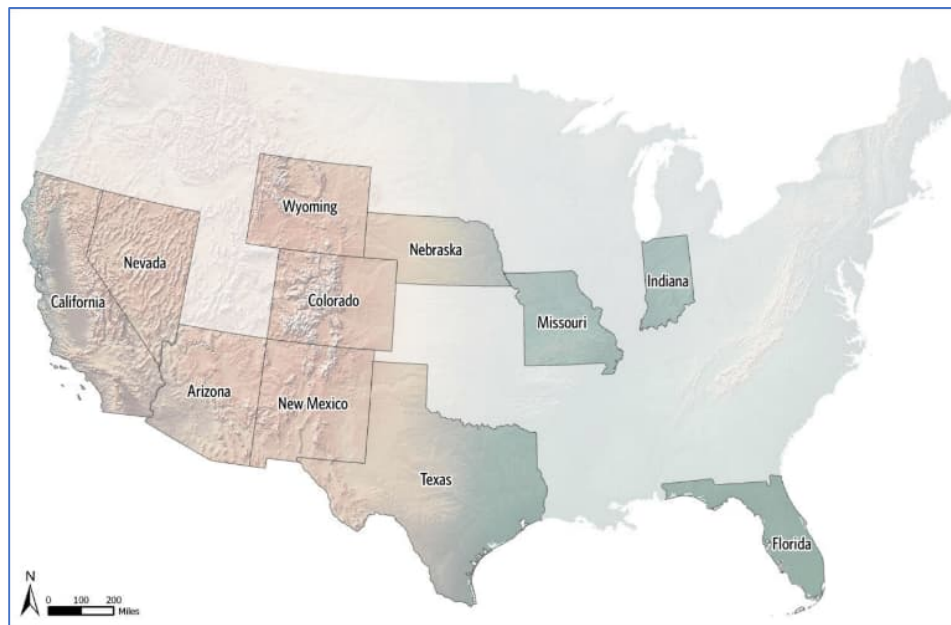 Wyoming
Nebraska
Nevada
Indiana
California
Colorado
Missouri
Arizona
New Mexico
Texas
Florida
N
0 100 200
Miles